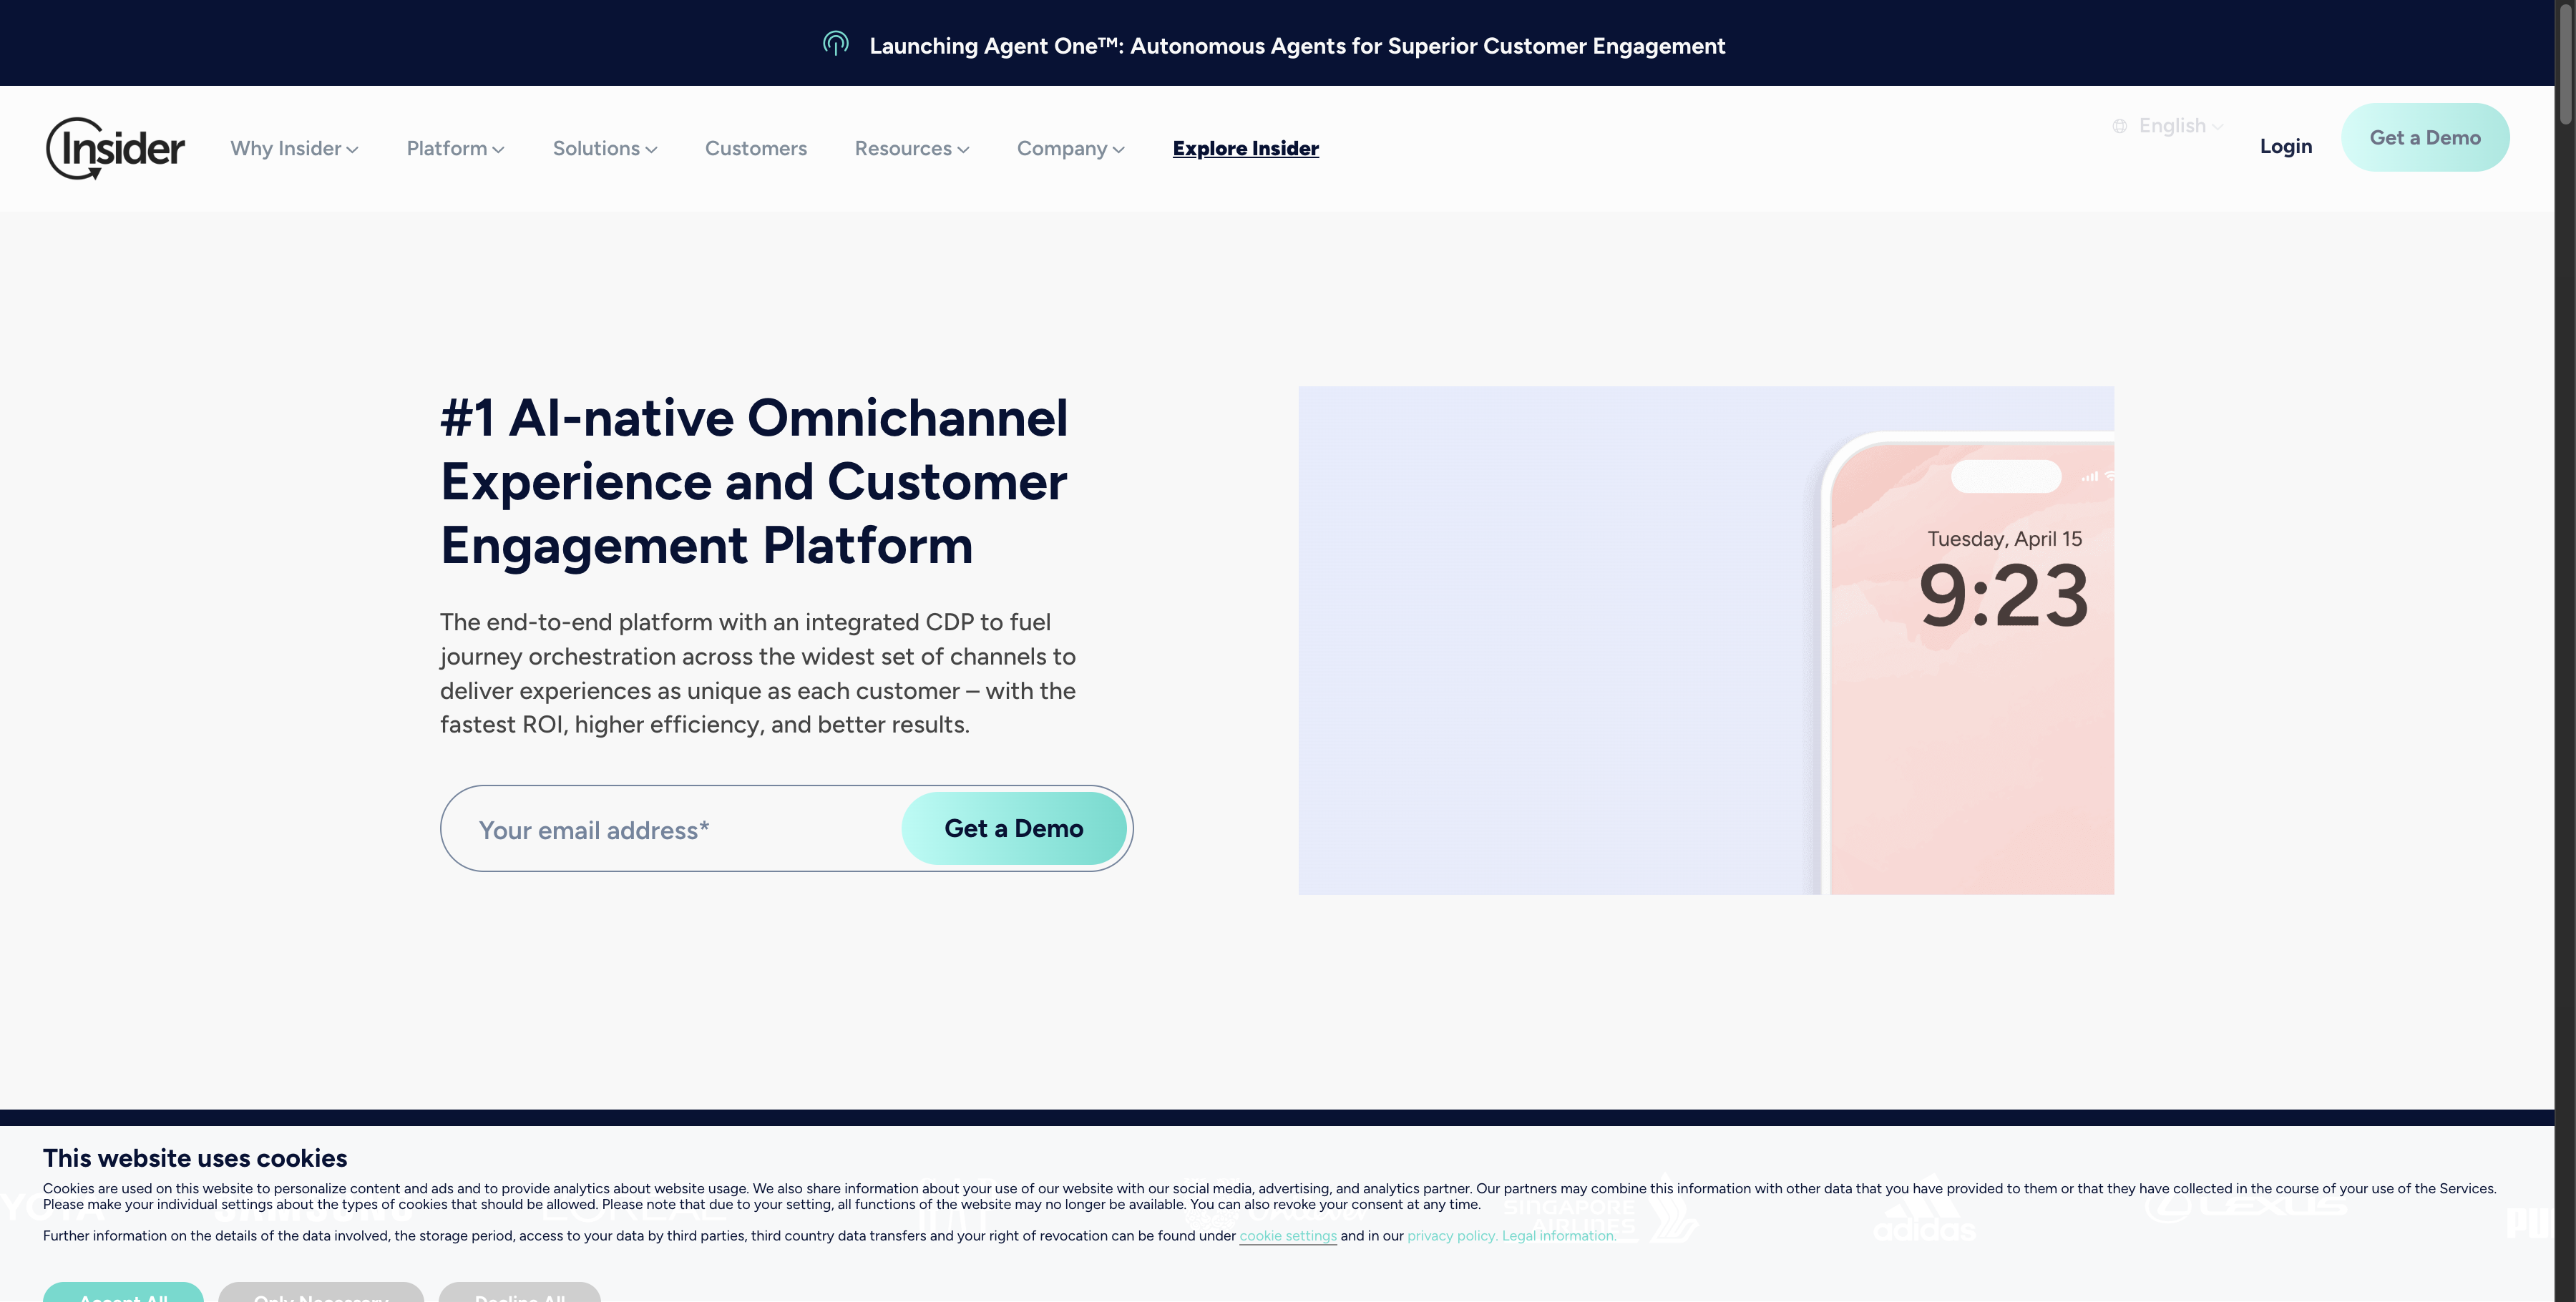 Launching Agent One™: Autonomous Agents for Superior Customer Engagement
Insider
Why Insider
Platform
Solutions
Customers
Resources
Company
Explore Insider
English
Login
Get a Demo
#1 AI-native Omnichannel
Experience and Customer
Engagement Platform
The end-to-end platform with an integrated CDP to fuel
journey orchestration across the widest set of channels to
deliver experiences as unique as each customer – with the
fastest ROI, higher efficiency, and better results.
Your email address*
Get a Demo
Tuesday, April 15
9:23
This website uses cookies
Cookies are used on this website to personalize content and ads and to provide analytics about website usage. We also share information about your use of our website with our social media, advertising, and analytics partner. Our partners may combine this information with other data that you have provided to them or that they have collected in the course of your use of the Services.
Please make your individual settings about the types of cookies that should be allowed. Please note that due to your setting, all functions of the website may no longer be available. You can also revoke your consent at any time.
Further information on the details of the data involved, the storage period, access to your data by third parties, third country data transfers and your right of revocation can be found under cookie settings and in our privacy policy. Legal information.
SINGAPORE
AIRLINES
adidas
LEXUS
Accept All
Only Necessary
Decline All